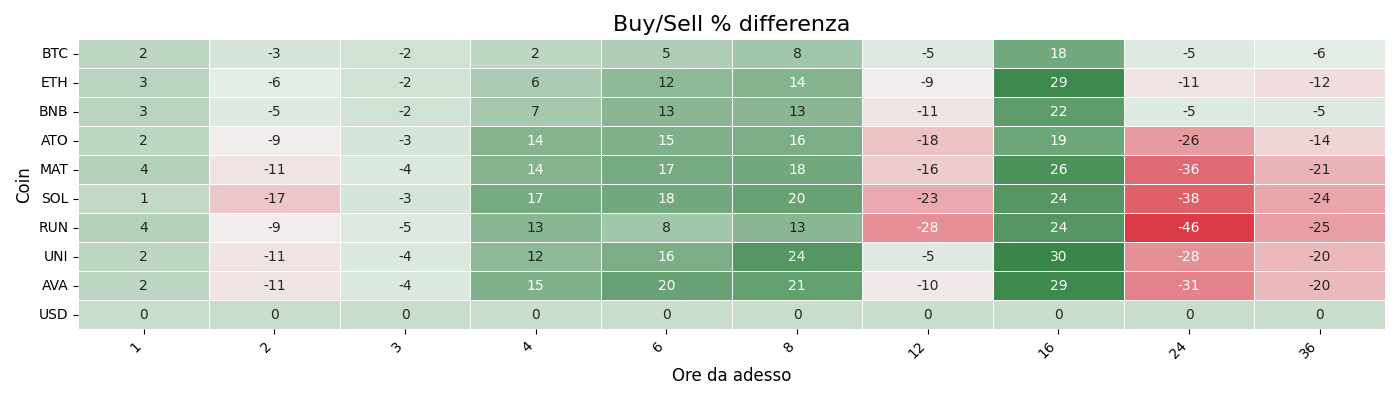 Buy/Sell % differenza
Coin
BTC 2 -3 -2 2 5 8 -5 18 -5 -6
ETH 3 -6 -2 6 12 14 -9 29 -11 -12
BNB 3 -5 -2 7 13 13 -11 22 -5 -5
ATO 2 -9 -3 14 15 16 -18 19 -26 -14
MAT 4 -11 -4 14 17 18 -16 26 -36 -21
SOL 1 -17 -3 17 18 20 -23 24 -38 -24
RUN 4 -9 -5 13 8 13 -28 24 -46 -25
UNI 2 -11 -4 12 16 24 -5 30 -28 -20
AVA 2 -11 -4 15 20 21 -10 29 -31 -20
USD 0 0 0 0 0 0 0 0 0 0
1 2 3 4 6 8 12 16 24 36
Ore da adesso